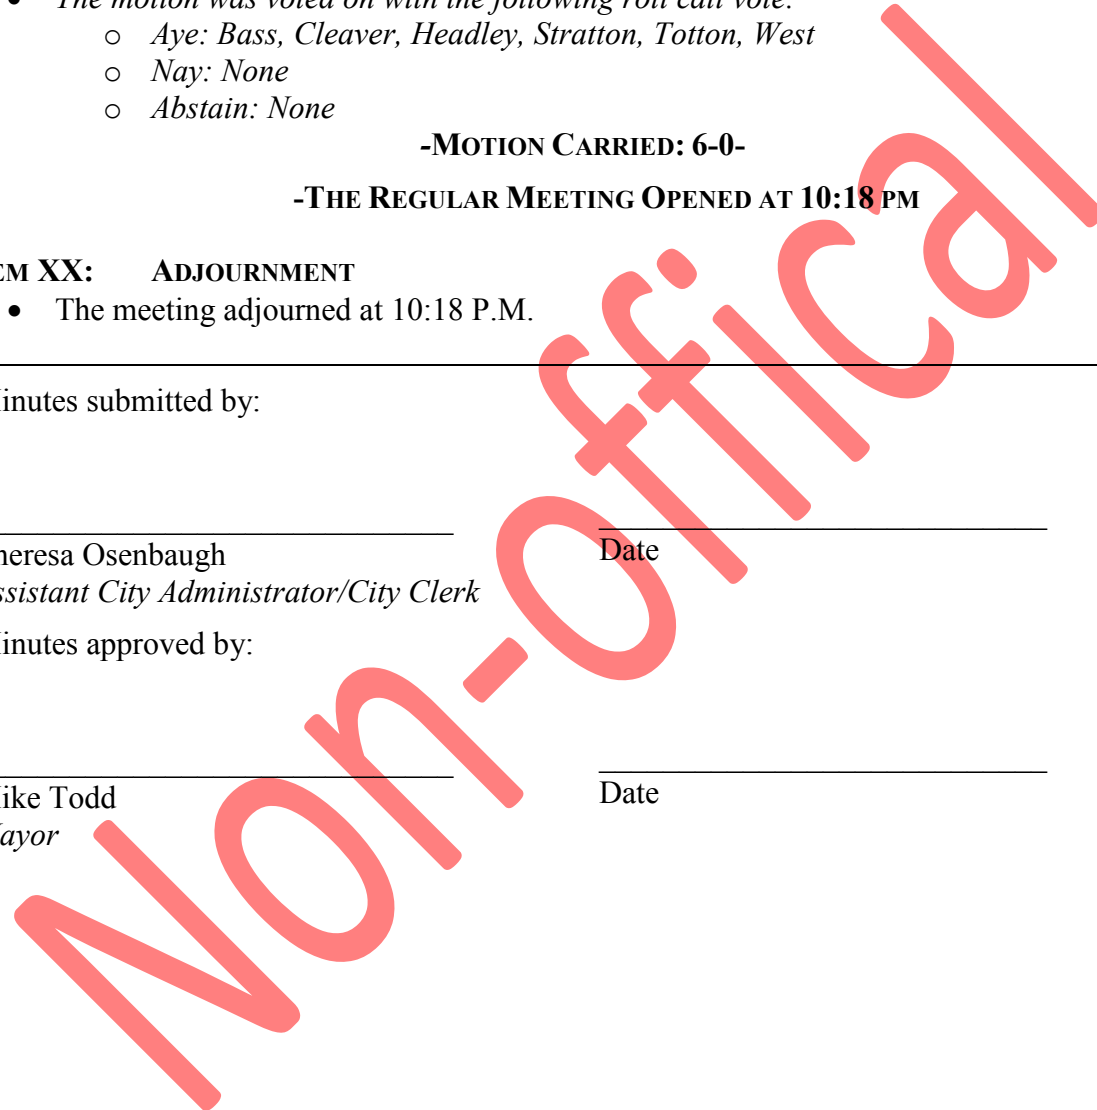 The motion was voted on with the following roll call vote:
o Aye: Bass, Cleaver, Headley, Stratton, Totton, West
o Nay: None
o Abstain: None
-MOTION CARRIED: 6-0-
-THE REGULAR MEETING OPENED AT 10:18 PM
EM XX: ADJOURNMENT
• The meeting adjourned at 10:18 P.M.
inutes submitted by:
heresa Osenbaugh
Date
ssistant City Administrator/City Clerk
inutes approved by:
ike Todd
Date
ayor
Non-offical